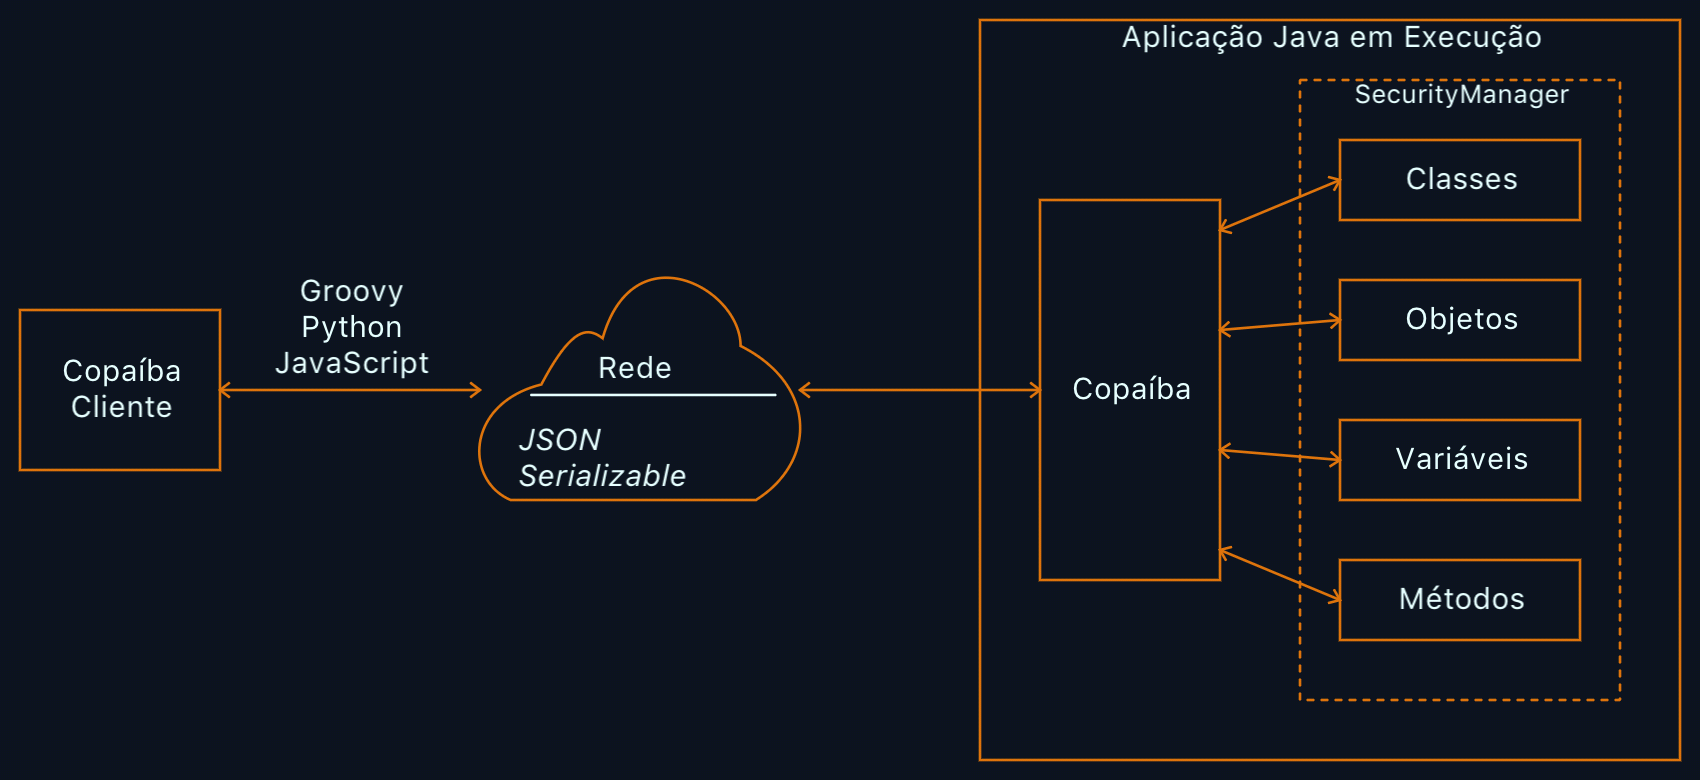 Aplicação Java em Execução
SecurityManager
Classes
Objetos
Variáveis
Métodos
Copaíba
Rede
JSON
Serializable
Groovy
Python
JavaScript
Copaíba
Cliente